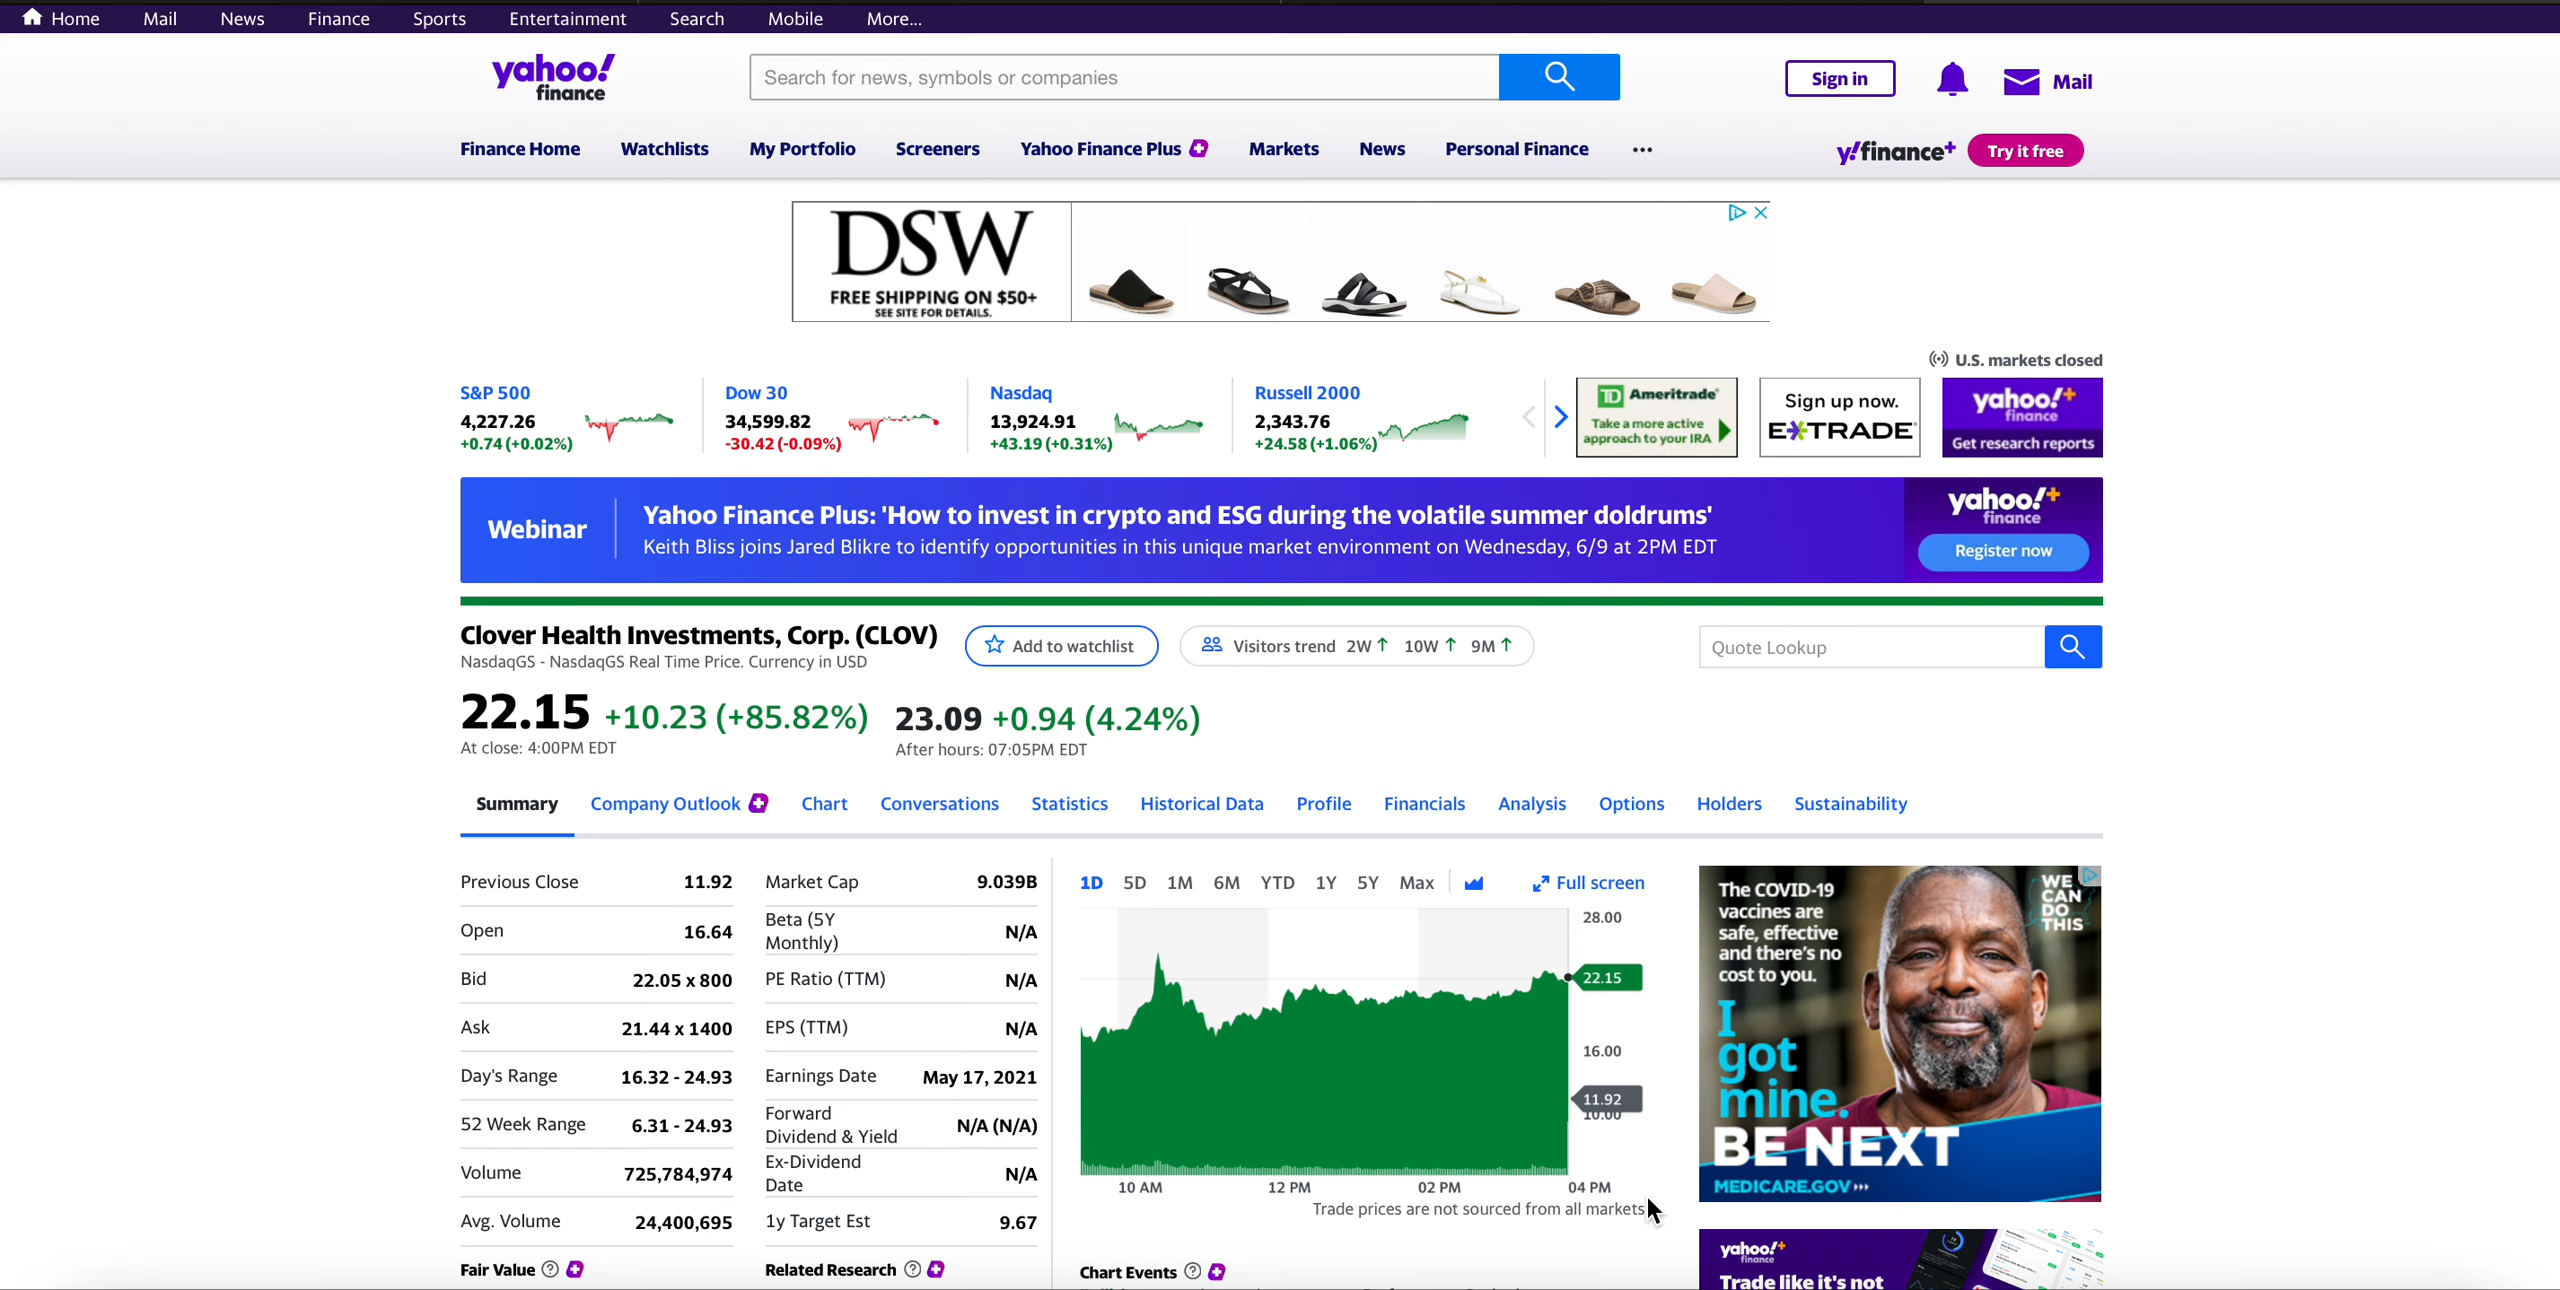 Home Mail News Finance Sports Entertainment Search Mobile More...
yahoo!
finance
Search for news, symbols or companies
Sign in
Mail
Finance Home Watchlists My Portfolio Screeners Yahoo Finance Plus Markets News Personal Finance ...
y!finance+ Try it free
DSW
FREE SHIPPING ON $50+
SEE SITE FOR DETAILS.
U.S. markets closed
S&P 500
4,227.26
+0.74 (+0.02%)
Dow 30
34,599.82
-30.42 (-0.09%)
Nasdaq
13,924.91
+43.19 (+0.31%)
Russell 2000
2,343.76
+24.58 (+1.06%)
TD Ameritrade
Take a more active
approach to your IRA
Sign up now.
E*TRADE
yahoo!+
finance
Get research reports
Webinar
Yahoo Finance Plus: 'How to invest in crypto and ESG during the volatile summer doldrums'
Keith Bliss joins Jared Blikre to identify opportunities in this unique market environment on Wednesday, 6/9 at 2PM EDT
yahoo!+
finance
Register now
Clover Health Investments, Corp. (CLOV)
NasdaqGS - NasdaqGS Real Time Price. Currency in USD
Add to watchlist
Visitors trend 2W↑ 10W↑ 9M↑
Quote Lookup
22.15 +10.23 (+85.82%)
At close: 4:00PM EDT
23.09 +0.94 (4.24%)
After hours: 07:05PM EDT
Summary Company Outlook Chart Conversations Statistics Historical Data Profile Financials Analysis Options Holders Sustainability
Previous Close 11.92
Open 16.64
Bid 22.05 x 800
Ask 21.44 x 1400
Day's Range 16.32 - 24.93
52 Week Range 6.31 - 24.93
Volume 725,784,974
Avg. Volume 24,400,695
Fair Value
Market Cap 9.039B
Beta (5Y
Monthly) N/A
PE Ratio (TTM) N/A
EPS (TTM) N/A
Earnings Date May 17, 2021
Forward
Dividend & Yield N/A (N/A)
Ex-Dividend
Date N/A
1y Target Est 9.67
Related Research
1D 5D 1M 6M YTD 1Y 5Y Max Full screen
28.00
22.15
16.00
11.92
10.00
10 AM 12 PM 02 PM 04 PM
Trade prices are not sourced from all markets
Chart Events
The COVID-19
vaccines are
safe, effective
and there's no
cost to you.
WE
CAN
DO
THIS
I
got
mine.
BE NEXT
MEDICARE.GOV
yahoo!+
finance
Trade like it's not